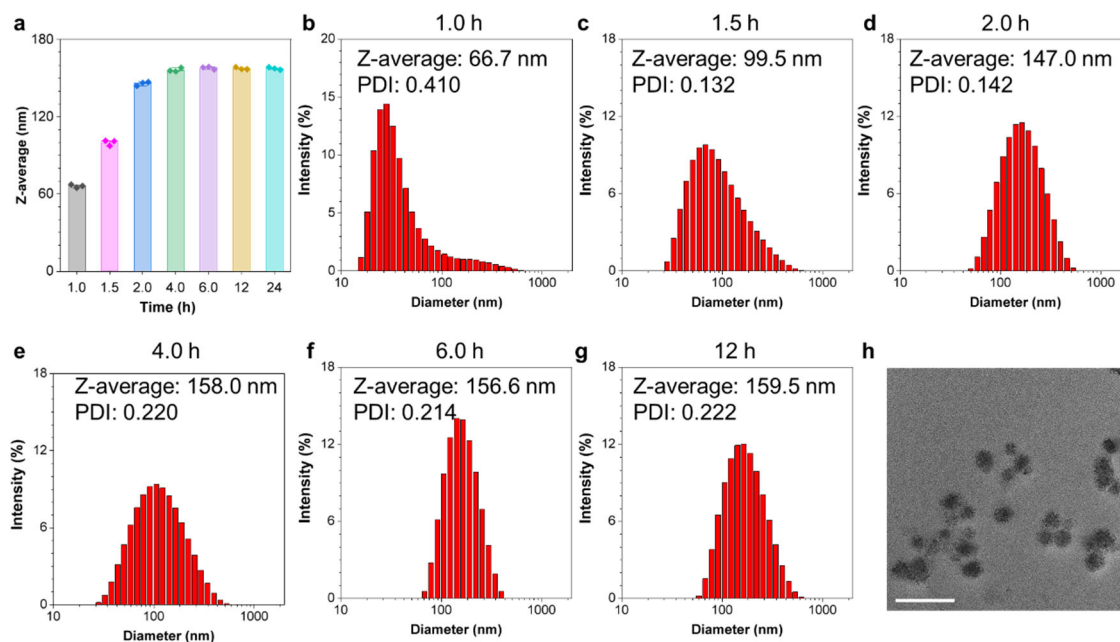 a
Z-average (nm)
180
120
60
0
1.0 1.5 2.0 4.0 6.0 12 24
Time (h)
b
1.0 h
Z-average: 66.7 nm
PDI: 0.410
Intensity (%)
20
15
10
5
0
10 100 1000
Diameter (nm)
c
1.5 h
Z-average: 99.5 nm
PDI: 0.132
Intensity (%)
18
12
6
0
10 100 1000
Diameter (nm)
d
2.0 h
Z-average: 147.0 nm
PDI: 0.142
Intensity (%)
18
12
6
0
10 100 1000
Diameter (nm)
e
4.0 h
Z-average: 158.0 nm
PDI: 0.220
Intensity (%)
18
12
6
0
10 100 1000
Diameter (nm)
f
6.0 h
Z-average: 156.6 nm
PDI: 0.214
Intensity (%)
18
12
6
0
10 100 1000
Diameter (nm)
g
12 h
Z-average: 159.5 nm
PDI: 0.222
Intensity (%)
18
12
6
0
10 100 1000
Diameter (nm)
h